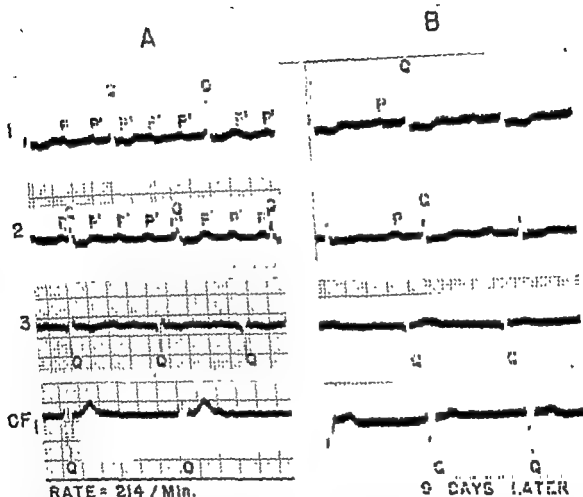 A B
G Q
P P' P' P' P' P' P' P
1
G
P' P' P' P' P' P' P' P
2
3
Q Q Q G G
CF1
Q Q G Q
RATE = 214/Min. 9 DAYS LATER